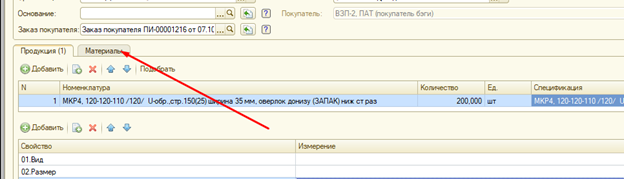 Основание: ... Покупатель: ВЗП-2, ПАТ (покупатель бэги)
Заказ покупателя: Заказ покупателя ПИ-00001216 от 07.10 ... ?
Продукция (1) Материалы
Добавить Подобрать
N Номенклатура Количество Ед. Спецификация
1 МКР4, 120-120-110 /120/ U-обр.,стр.150(25) ширина 35 мм, оверлок донизу (ЗАПАК) ниж ст раз 200,000 шт МКР4, 120-120-110 /120/ U
Добавить
Свойство Измерение
01.Вид
02.Размер